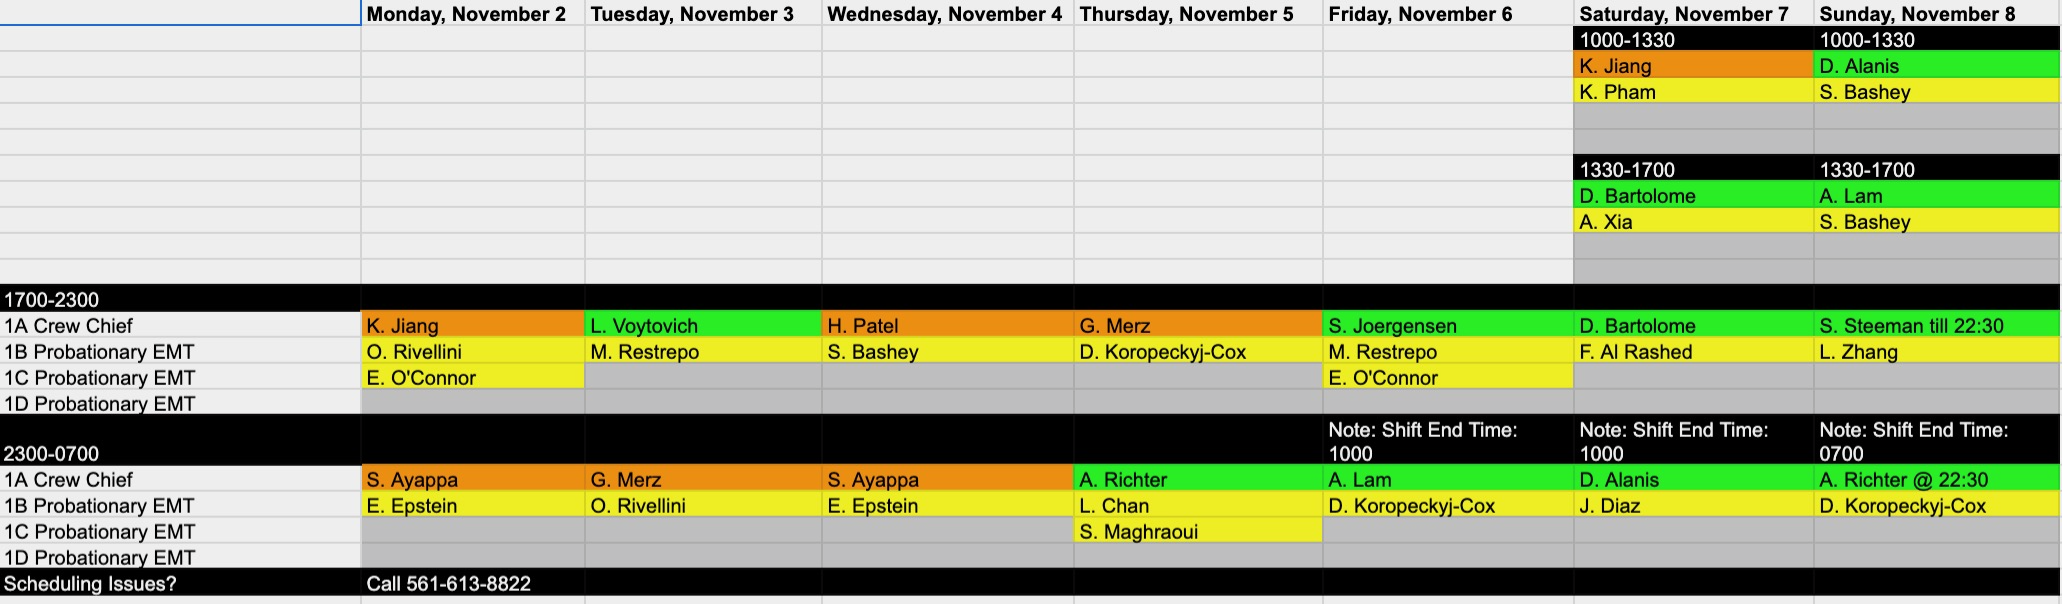 Monday, November 2 Tuesday, November 3 Wednesday, November 4 Thursday, November 5 Friday, November 6 Saturday, November 7 Sunday, November 8
1000-1330 1000-1330
K. Jiang D. Alanis
K. Pham S. Bashey
1330-1700 1330-1700
D. Bartolome A. Lam
A. Xia S. Bashey
1700-2300
1A Crew Chief K. Jiang L. Voytovich H. Patel G. Merz S. Joergensen D. Bartolome S. Steeman till 22:30
1B Probationary EMT O. Rivellini M. Restrepo S. Bashey D. Koropeckyj-Cox M. Restrepo F. Al Rashed L. Zhang
1C Probationary EMT E. O'Connor E. O'Connor
1D Probationary EMT
Note: Shift End Time: Note: Shift End Time: Note: Shift End Time:
2300-0700 1000 1000 0700
1A Crew Chief S. Ayappa G. Merz S. Ayappa A. Richter A. Lam D. Alanis A. Richter @ 22:30
1B Probationary EMT E. Epstein O. Rivellini E. Epstein L. Chan D. Koropeckyj-Cox J. Diaz D. Koropeckyj-Cox
1C Probationary EMT S. Maghraoui
1D Probationary EMT
Scheduling Issues? Call 561-613-8822